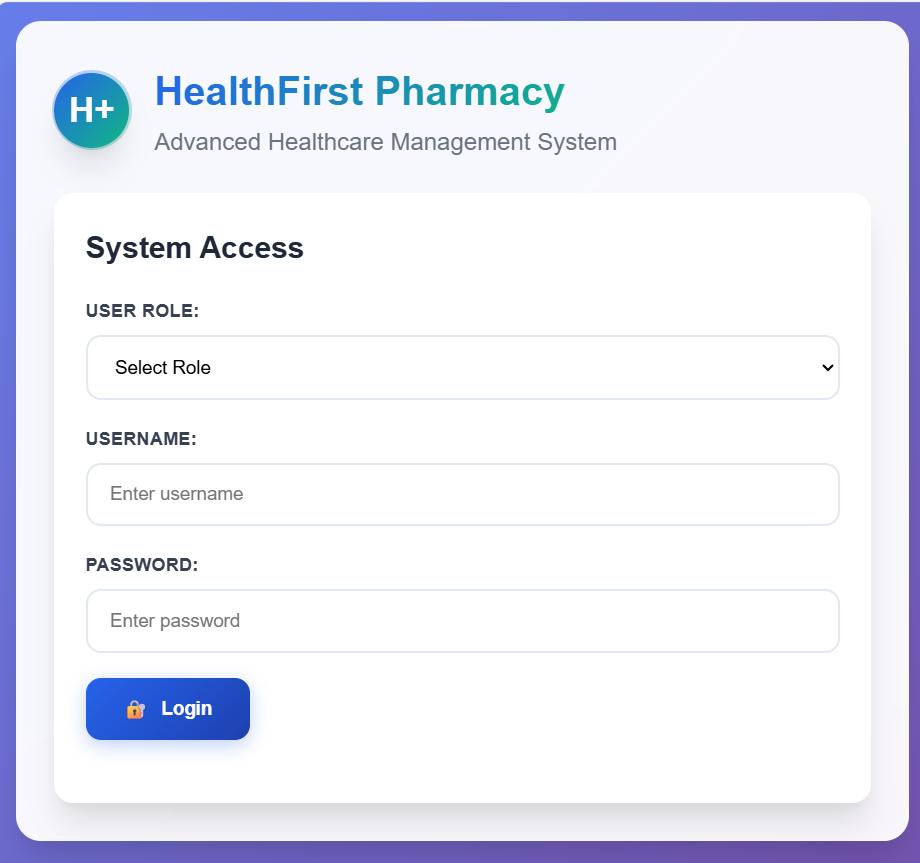 H+
HealthFirst Pharmacy
Advanced Healthcare Management System
System Access
USER ROLE:
Select Role
USERNAME:
Enter username
PASSWORD:
Enter password
🔐 Login